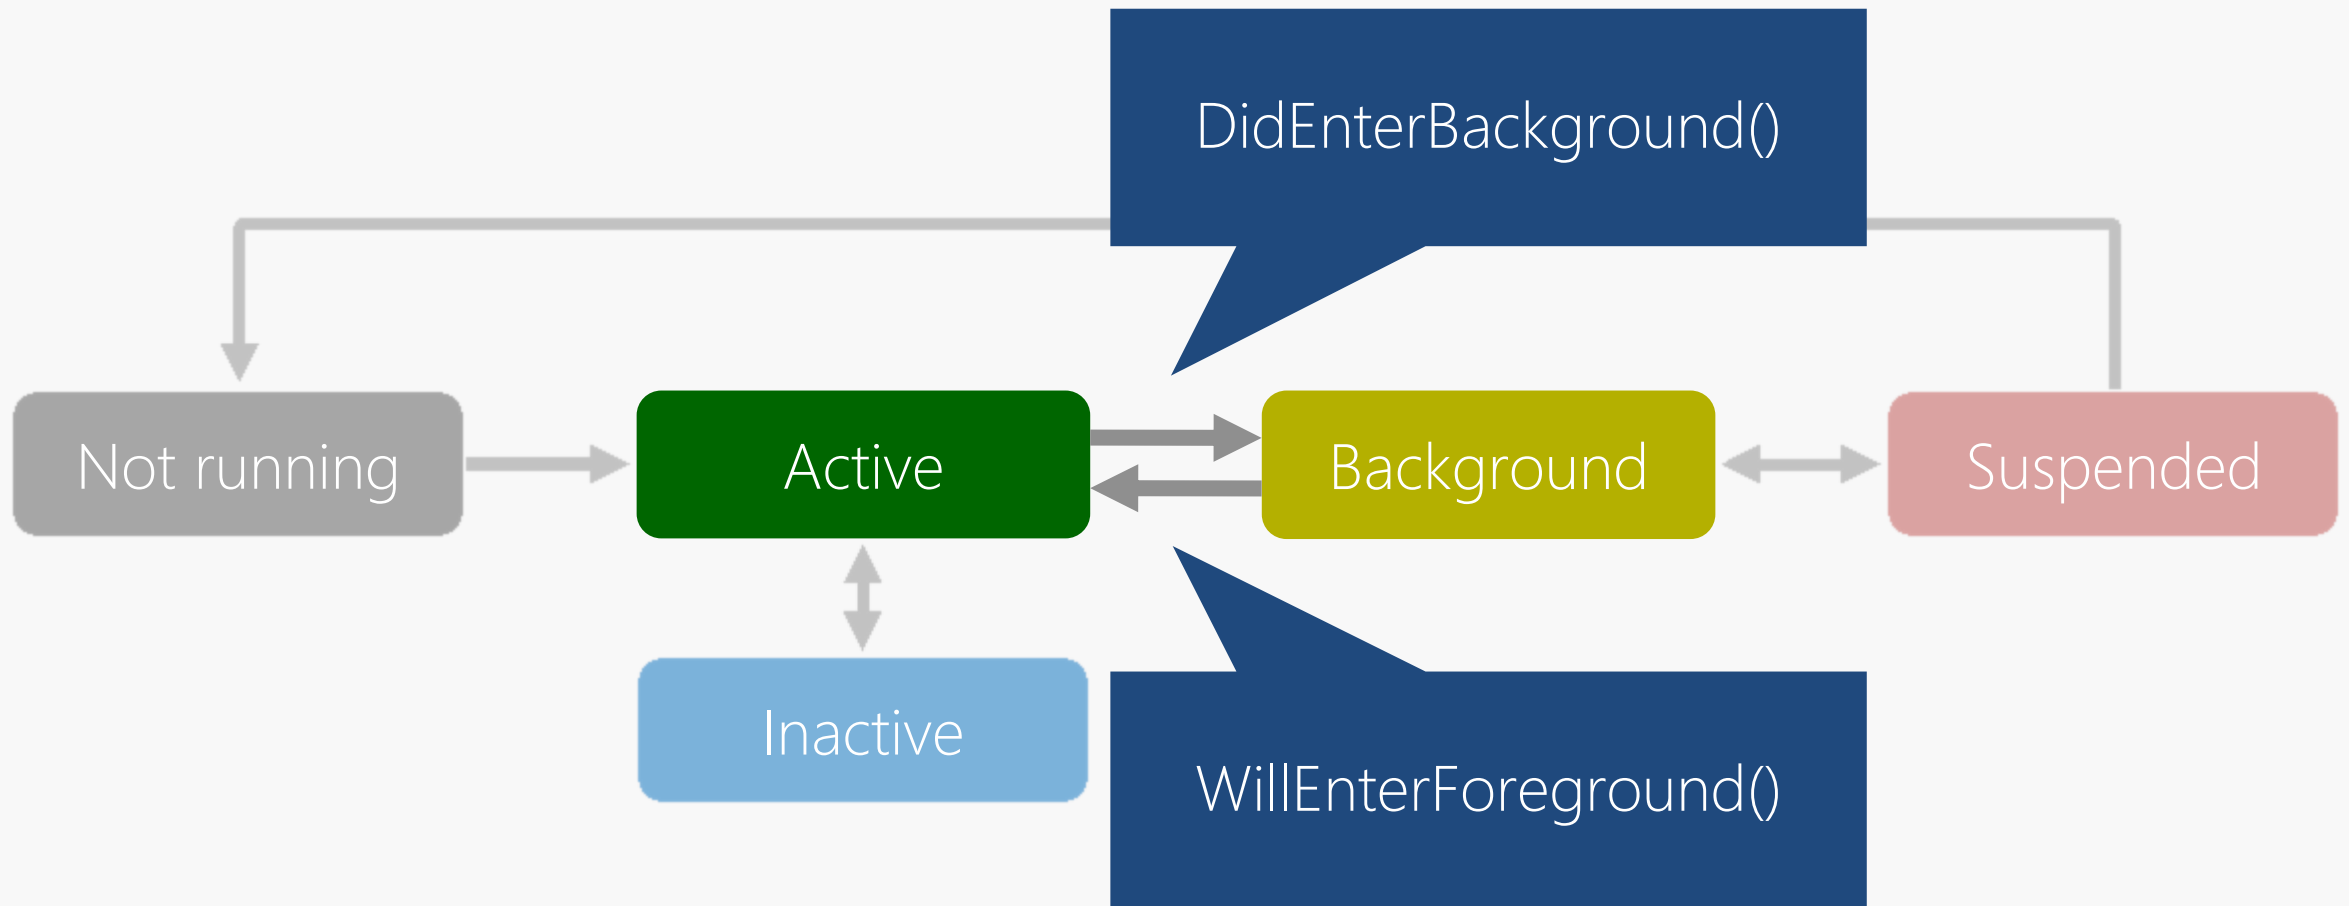 DidEnterBackground()
Not running
Active
Background
Suspended
Inactive
WillEnterForeground()